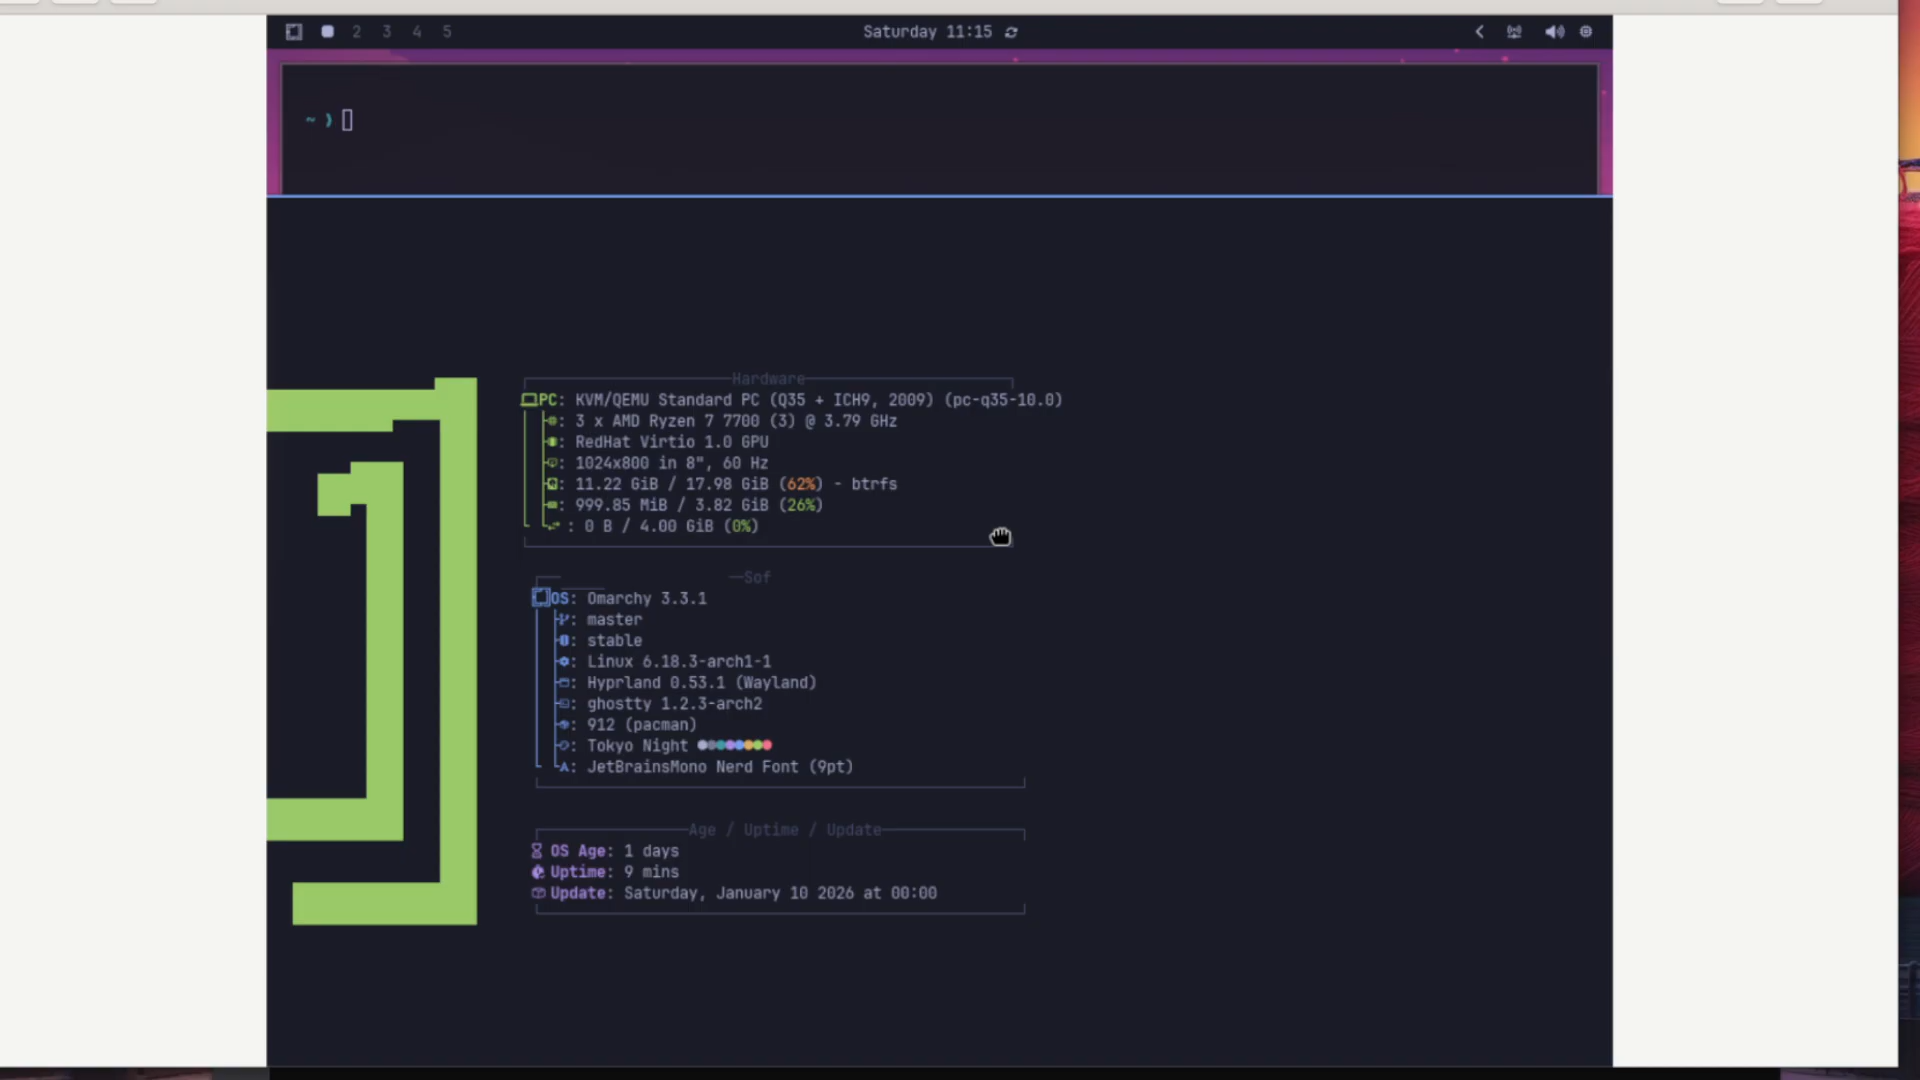 2 3 4 5
Saturday 11:15
~ ❯
Hardware
PC: KVM/QEMU Standard PC (Q35 + ICH9, 2009) (pc-q35-10.0)
: 3 x AMD Ryzen 7 7700 (3) @ 3.79 GHz
: RedHat Virtio 1.0 GPU
: 1024x800 in 8", 60 Hz
: 11.22 GiB / 17.98 GiB (62%) - btrfs
: 999.85 MiB / 3.82 GiB (26%)
: 0 B / 4.00 GiB (0%)
Sof
OS: Omarchy 3.3.1
: master
: stable
: Linux 6.18.3-arch1-1
: Hyprland 0.53.1 (Wayland)
: ghostty 1.2.3-arch2
: 912 (pacman)
: Tokyo Night
A: JetBrainsMono Nerd Font (9pt)
Age / Uptime / Update
OS Age: 1 days
Uptime: 9 mins
Update: Saturday, January 10 2026 at 00:00